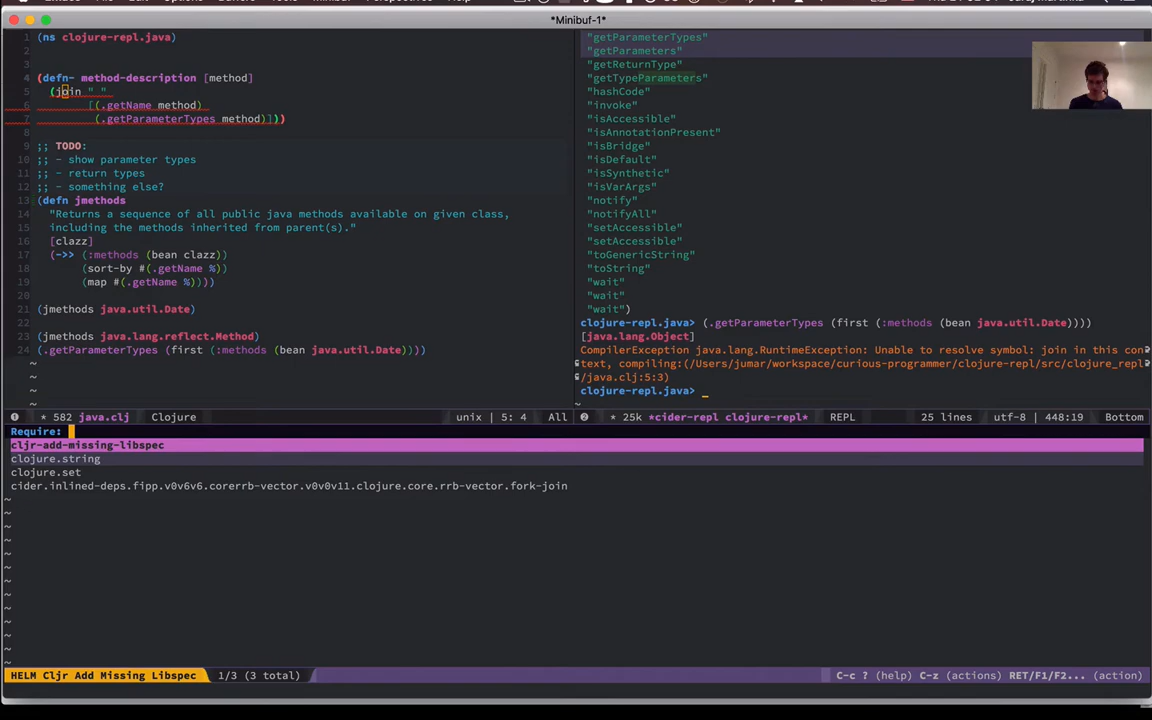 *Minibuf-1*
1 (ns clojure-repl.java)
2
3
4 (defn- method-description [method]
5 (join " "
6 [(.getName method)
7 (.getParameterTypes method)]))
8
9 ;; TODO:
10 ;; - show parameter types
11 ;; - return types
12 ;; - something else?
13 (defn jmethods
14 "Returns a sequence of all public java methods available on given class,
15 including the methods inherited from parent(s)."
16 [clazz]
17 (->> (:methods (bean clazz))
18 (sort-by #(.getName %))
19 (map #(.getName %))))
20
21 (jmethods java.util.Date)
22
23 (jmethods java.lang.reflect.Method)
24 (.getParameterTypes (first (:methods (bean java.util.Date))))
~
~
~
~
* 582 java.clj Clojure unix | 5: 4 All
"getParameterTypes"
"getParameters"
"getReturnType"
"getTypeParameters"
"hashCode"
"invoke"
"isAccessible"
"isAnnotationPresent"
"isBridge"
"isDefault"
"isSynthetic"
"isVarArgs"
"notify"
"notifyAll"
"setAccessible"
"setAccessible"
"toGenericString"
"toString"
"wait"
"wait"
"wait")
clojure-repl.java> (.getParameterTypes (first (:methods (bean java.util.Date))))
[java.lang.Object]
CompilerException java.lang.RuntimeException: Unable to resolve symbol: join in this con
text, compiling:(/Users/jumar/workspace/curious-programmer/clojure-repl/src/clojure_repl
/java.clj:5:3)
clojure-repl.java> _
~
* 25k *cider-repl clojure-repl* REPL 25 lines utf-8 | 448:19 Bottom
Require:
cljr-add-missing-libspec
clojure.string
clojure.set
cider.inlined-deps.fipp.v0v6v6.corerrb-vector.v0v0v11.clojure.core.rrb-vector.fork-join
~
~
~
~
~
~
~
~
~
~
~
~
~
HELM Cljr Add Missing Libspec 1/3 (3 total) C-c ? (help) C-z (actions) RET/F1/F2... (action)